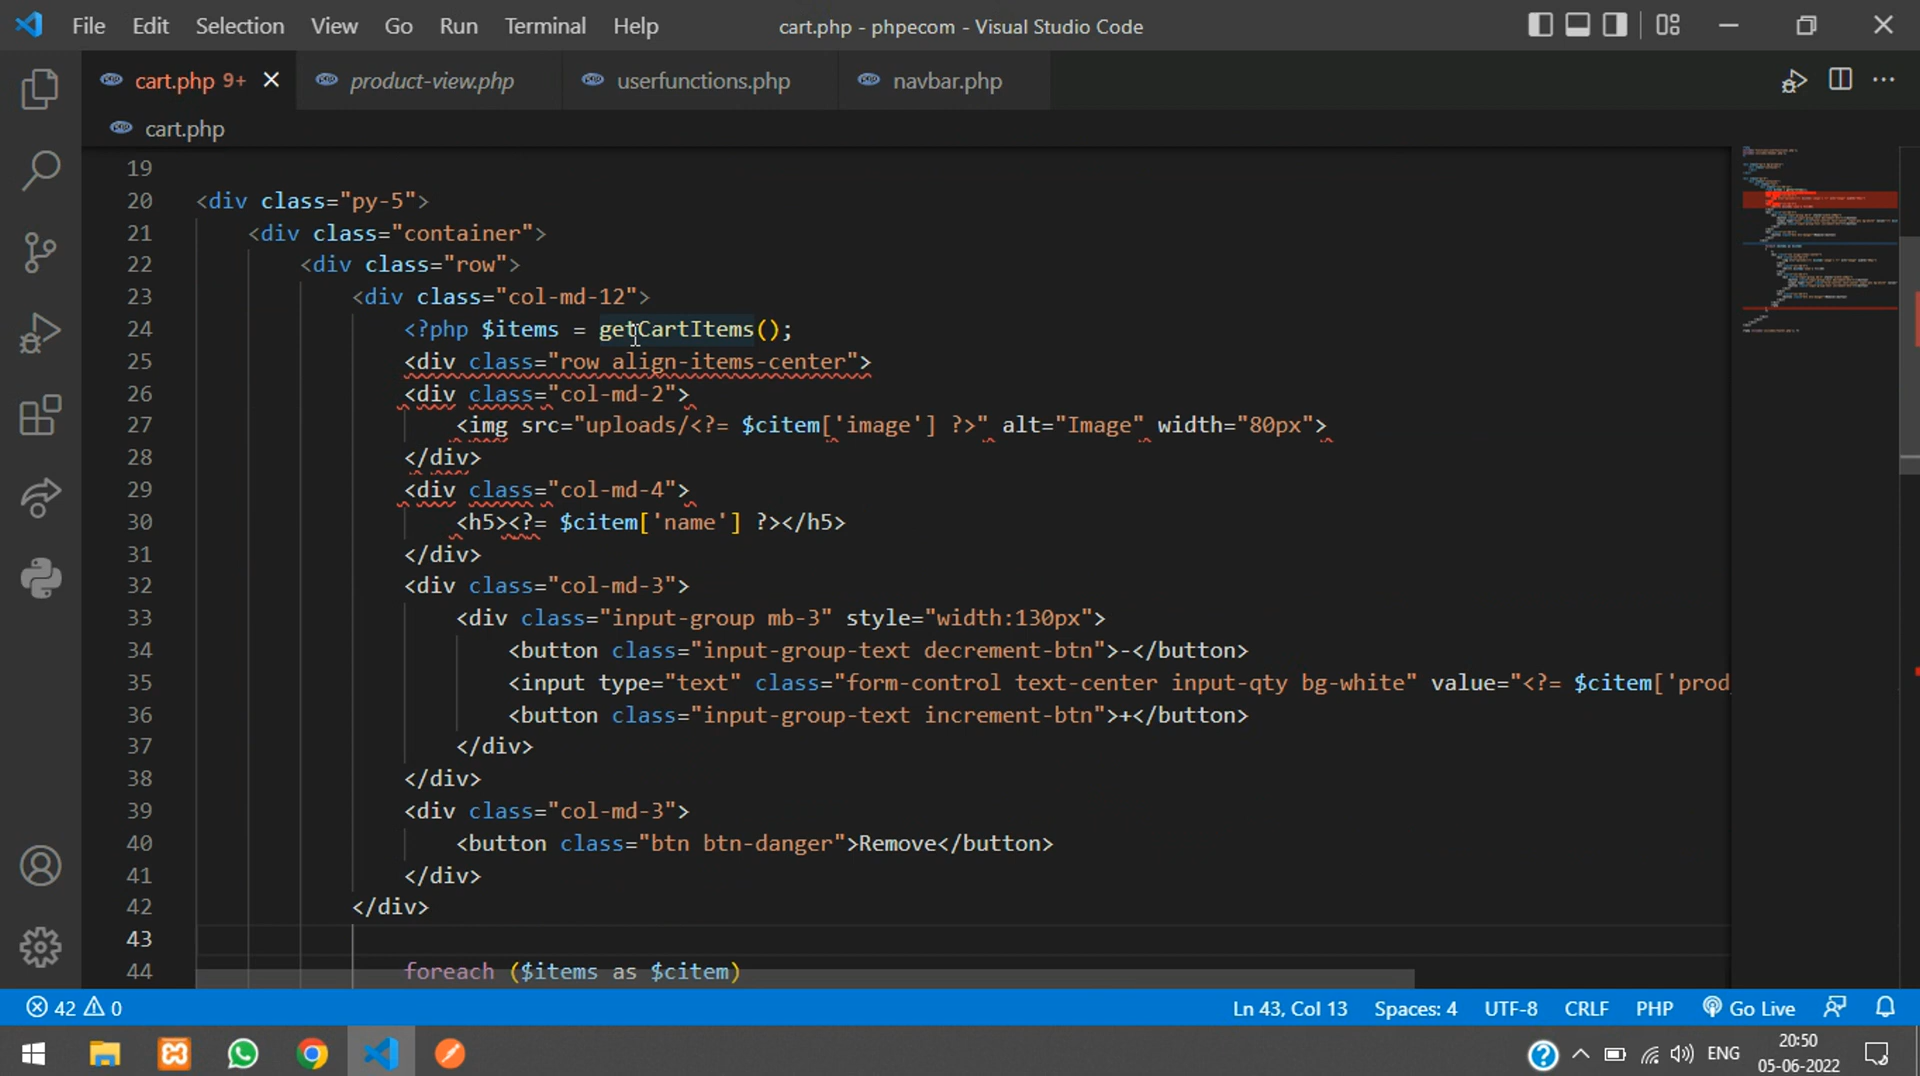 File Edit Selection View Go Run Terminal Help cart.php - phpecom - Visual Studio Code
cart.php 9+ product-view.php userfunctions.php navbar.php
cart.php
19
20 <div class="py-5">
21 <div class="container">
22 <div class="row">
23 <div class="col-md-12">
24 <?php $items = getCartItems();
25 <div class="row align-items-center">
26 <div class="col-md-2">
27 <img src="uploads/<?= $citem['image'] ?>" alt="Image" width="80px">
28 </div>
29 <div class="col-md-4">
30 <h5><?= $citem['name'] ?></h5>
31 </div>
32 <div class="col-md-3">
33 <div class="input-group mb-3" style="width:130px">
34 <button class="input-group-text decrement-btn">-</button>
35 <input type="text" class="form-control text-center input-qty bg-white" value="<?= $citem['prod
36 <button class="input-group-text increment-btn">+</button>
37 </div>
38 </div>
39 <div class="col-md-3">
40 <button class="btn btn-danger">Remove</button>
41 </div>
42 </div>
43
44 foreach ($items as $citem)
42 0 Ln 43, Col 13 Spaces: 4 UTF-8 CRLF PHP Go Live
ENG 20:50
05-06-2022